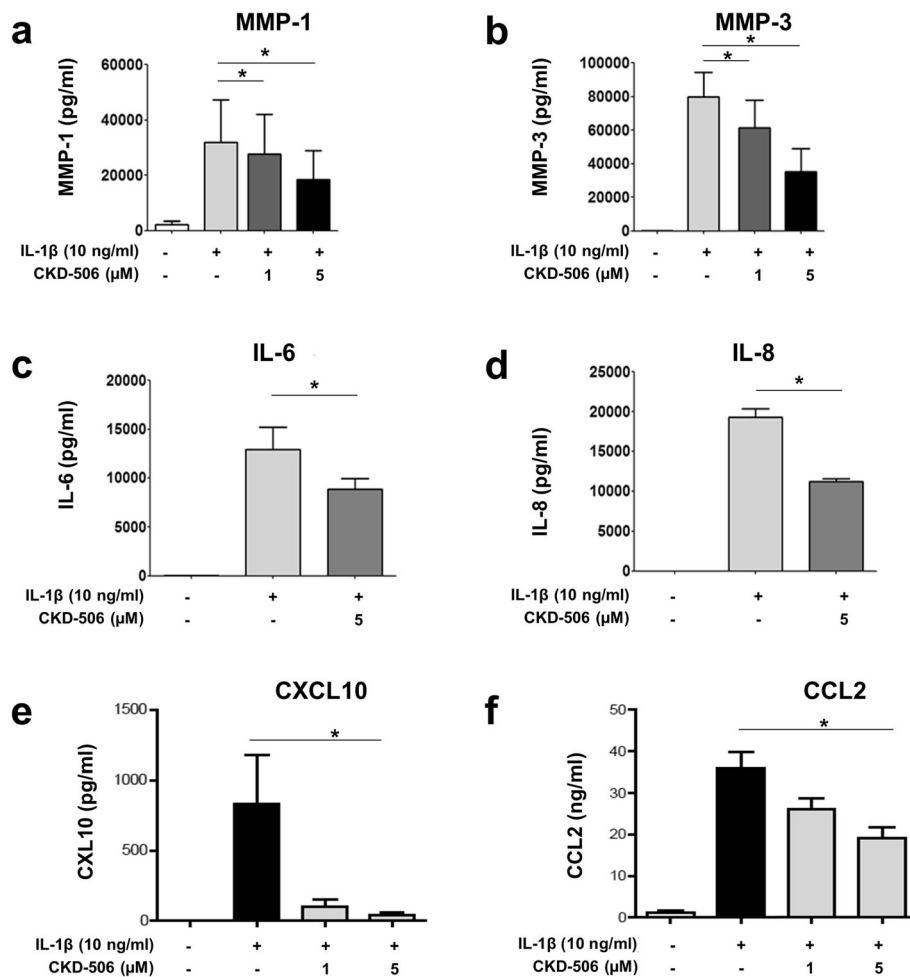 a
MMP-1
MMP-1 (pg/ml)
60000
40000
20000
0
*
*
IL-1β (10 ng/ml) - + + +
CKD-506 (µM) - - 1 5
b
MMP-3
MMP-3 (pg/ml)
100000
80000
60000
40000
20000
0
*
*
IL-1β (10 ng/ml) - + + +
CKD-506 (µM) - - 1 5
c
IL-6
IL-6 (pg/ml)
20000
15000
10000
5000
0
*
IL-1β (10 ng/ml) - + +
CKD-506 (µM) - - 5
d
IL-8
IL-8 (pg/ml)
25000
20000
15000
10000
5000
0
*
IL-1β (10 ng/ml) - + +
CKD-506 (µM) - - 5
e
CXCL10
CXL10 (pg/ml)
1500
1000
500
0
*
IL-1β (10 ng/ml) - + + +
CKD-506 (µM) - - 1 5
f
CCL2
CCL2 (ng/ml)
50
40
30
20
10
0
*
IL-1β (10 ng/ml) - + + +
CKD-506 (µM) - - 1 5